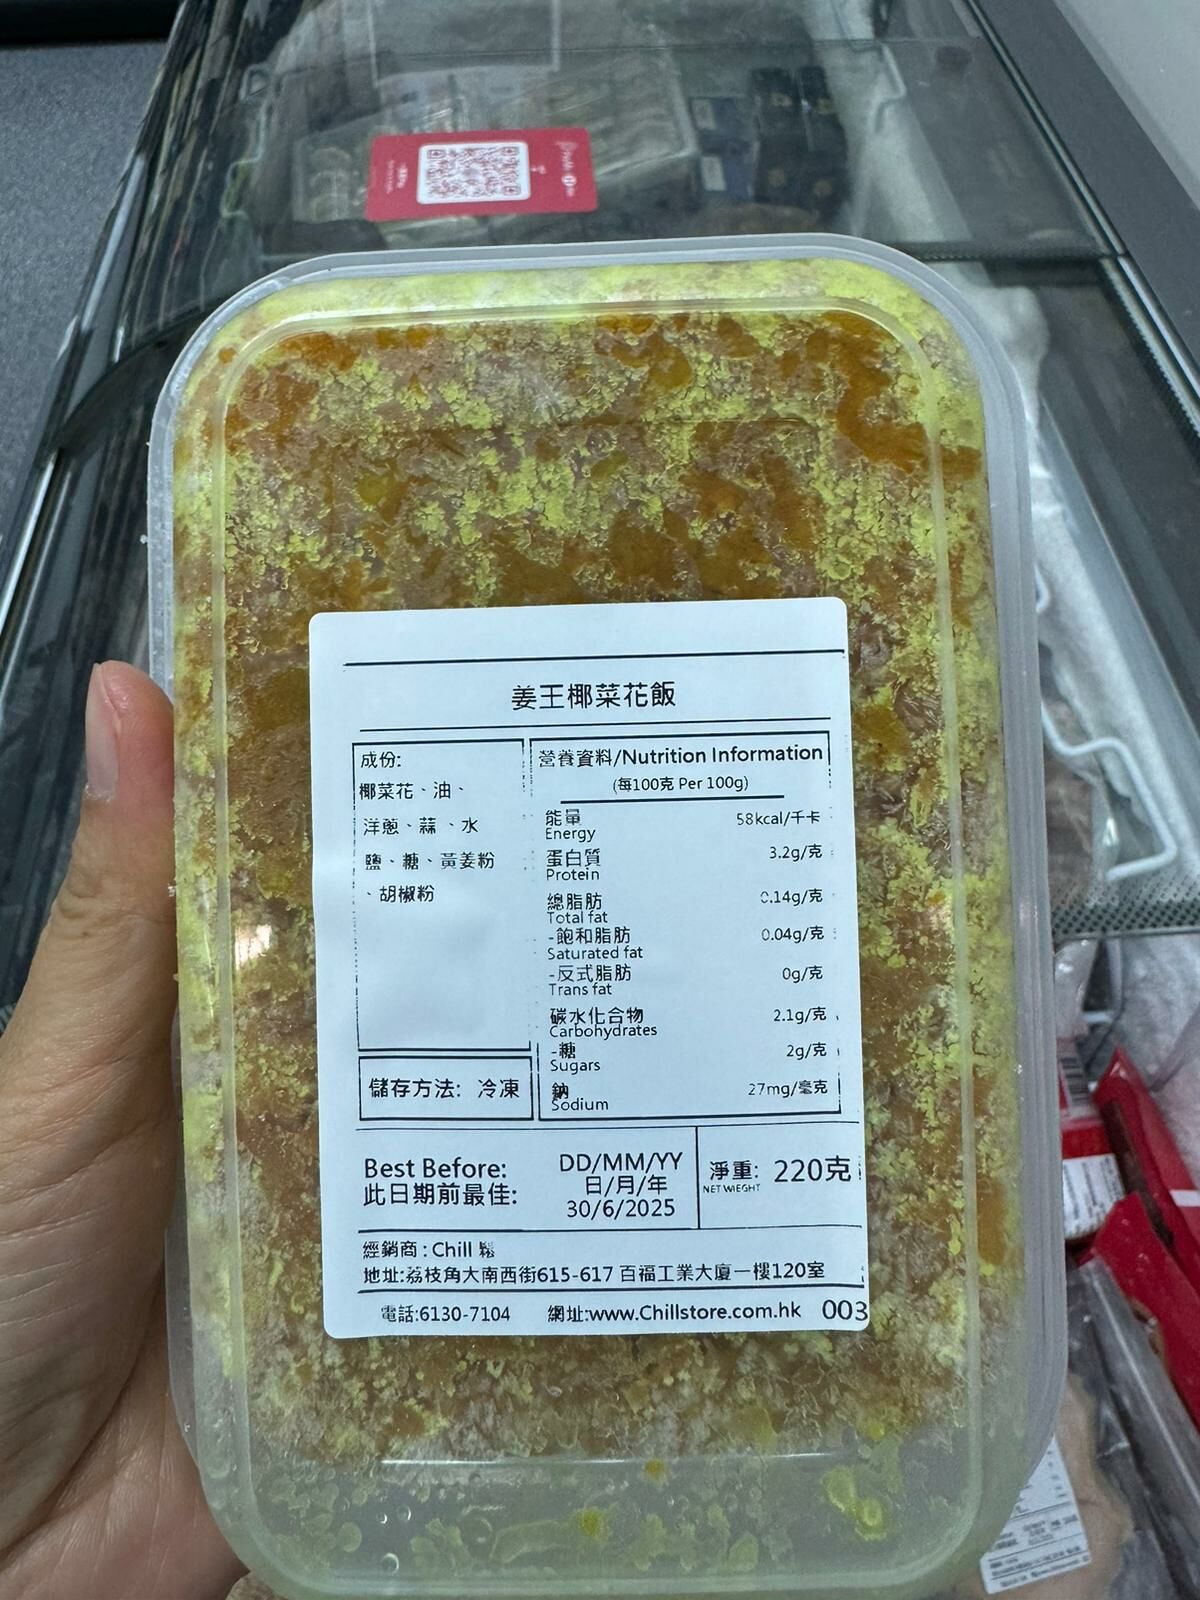 姜王椰菜花飯
成份:
椰菜花、油、
洋蔥、蒜、水
鹽、糖、黃姜粉
、胡椒粉
儲存方法: 冷凍
營養資料/Nutrition Information
(每100克 Per 100g)
能量 58kcal/千卡
Energy
蛋白質 3.2g/克
Protein
總脂肪 0.14g/克
Total fat
-飽和脂肪 0.04g/克
Saturated fat
-反式脂肪 0g/克
Trans fat
碳水化合物 2.1g/克
Carbohydrates
-糖 2g/克
Sugars
鈉 27mg/毫克
Sodium
Best Before: DD/MM/YY
此日期前最佳: 日/月/年
30/6/2025
淨重: 220克
NET WIEGHT
經銷商 : Chill 鬆
地址:荔枝角大南西街615-617 百福工業大廈一樓120室
電話:6130-7104 網址:www.Chillstore.com.hk 003